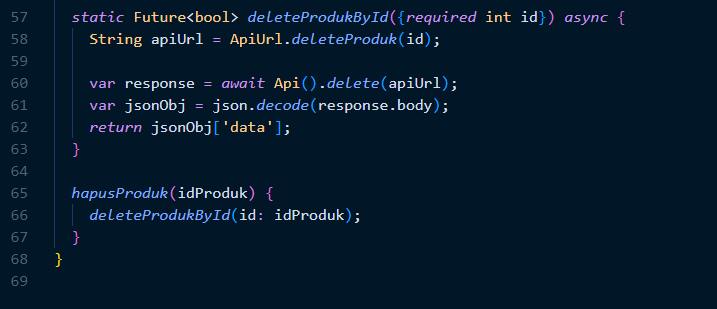 57 static Future<bool> deleteProdukById({required int id}) async {
58 String apiUrl = ApiUrl.deleteProduk(id);
59
60 var response = await Api().delete(apiUrl);
61 var jsonObj = json.decode(response.body);
62 return jsonObj['data'];
63 }
64
65 hapusProduk(idProduk) {
66 deleteProdukById(id: idProduk);
67 }
68 }
69